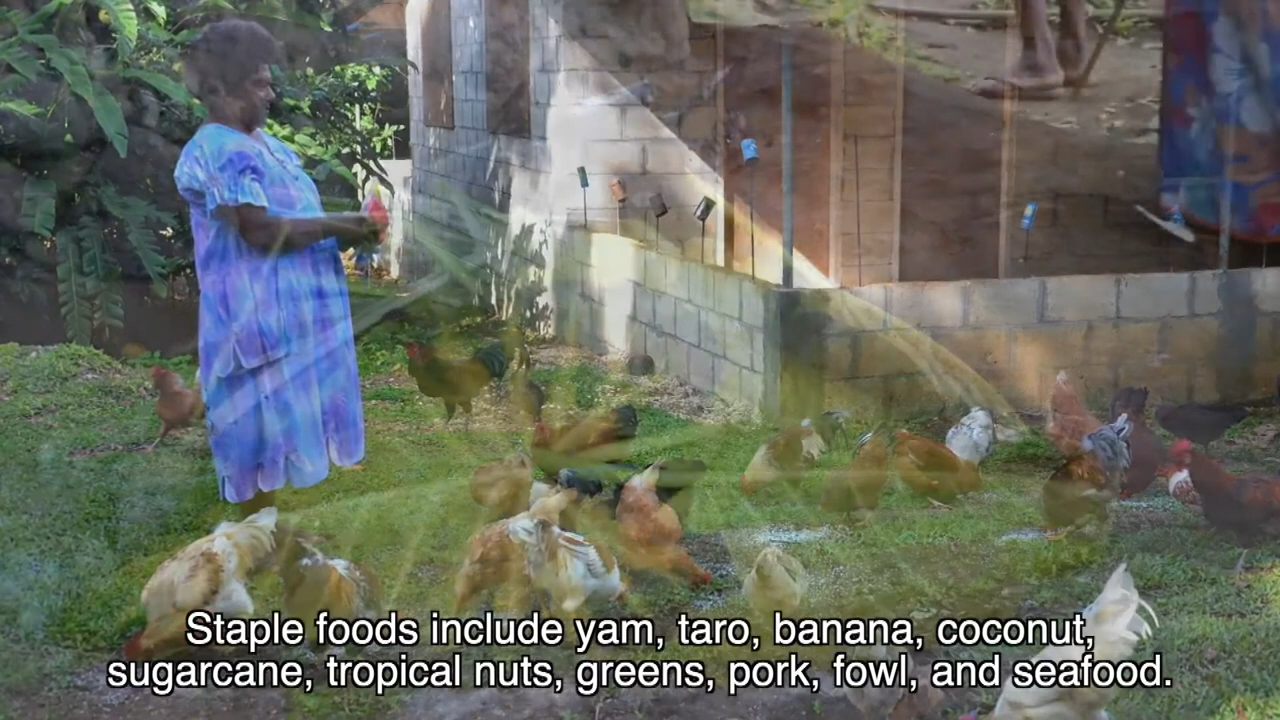 Staple foods include yam, taro, banana, coconut,
sugarcane, tropical nuts, greens, pork, fowl, and seafood.